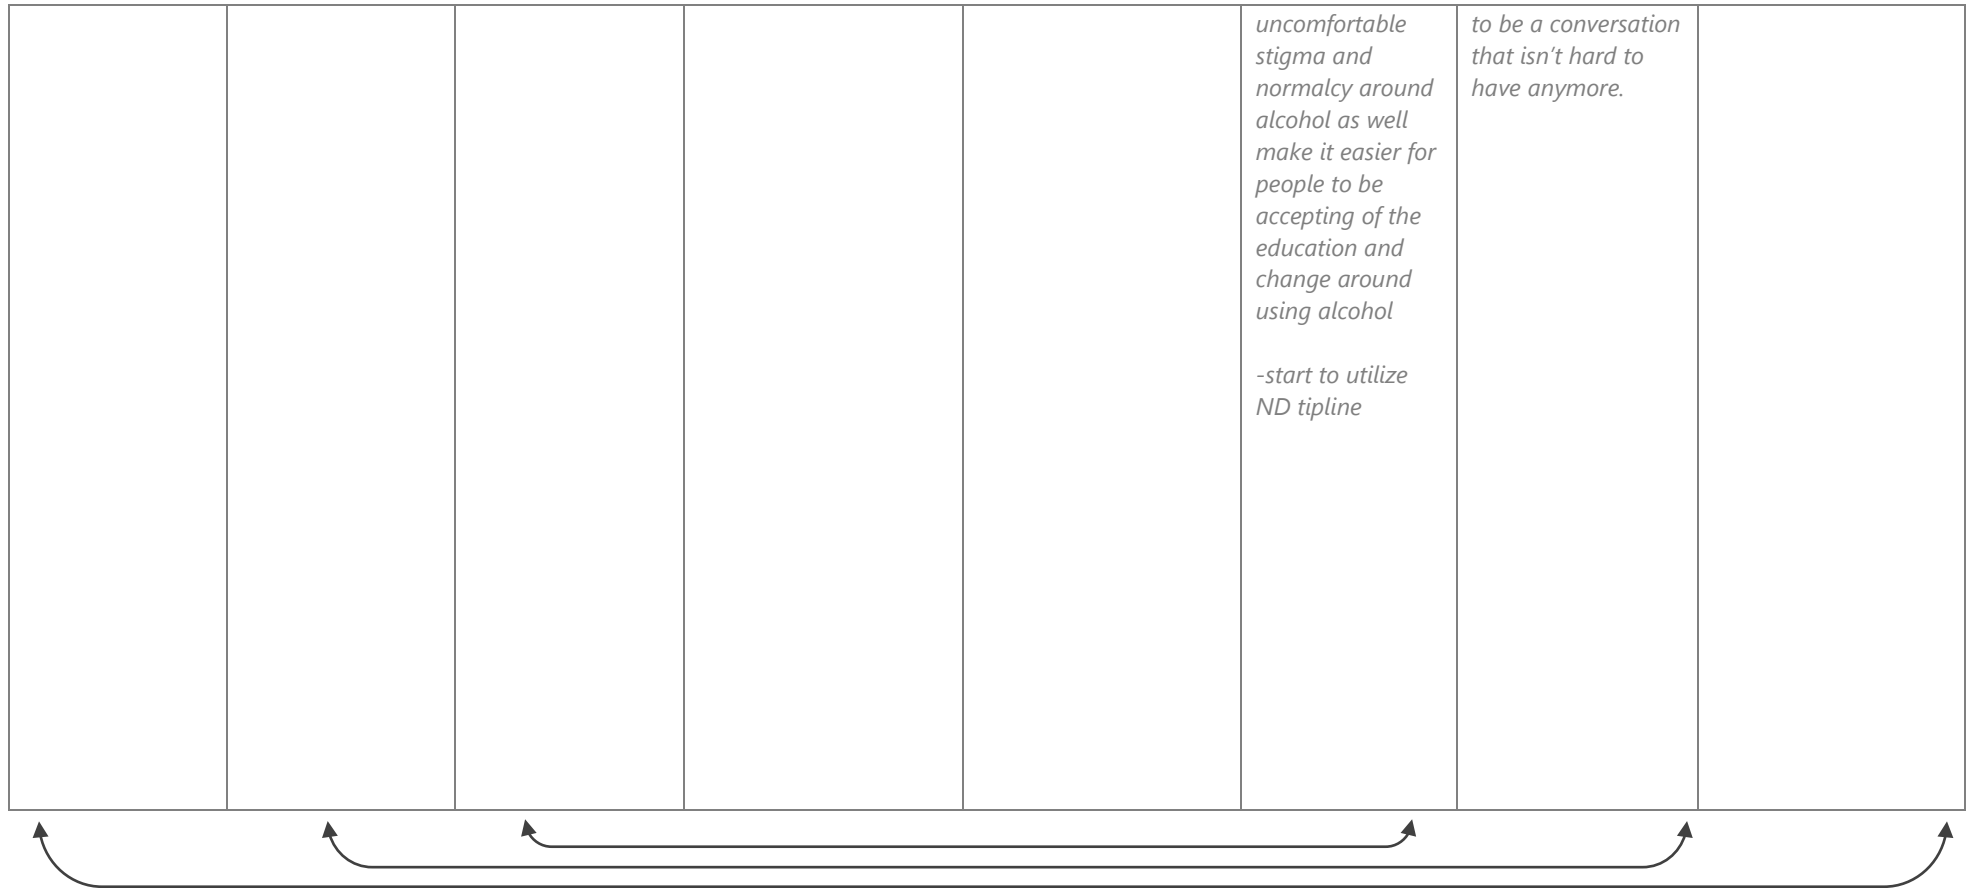 uncomfortable
stigma and
normalcy around
alcohol as well
make it easier for
people to be
accepting of the
education and
change around
using alcohol
-start to utilize
ND tipline
to be a conversation
that isn't hard to
have anymore.